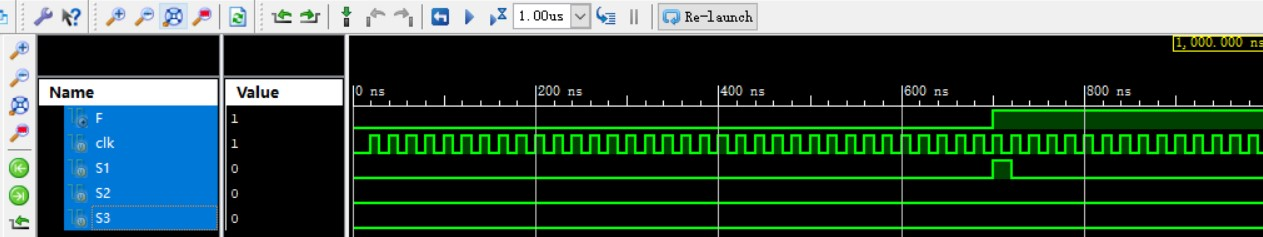 1.00us Re-launch
1,000.000 ns
Name Value
0 ns 200 ns 400 ns 600 ns 800 ns
F 1
clk 1
S1 0
S2 0
S3 0